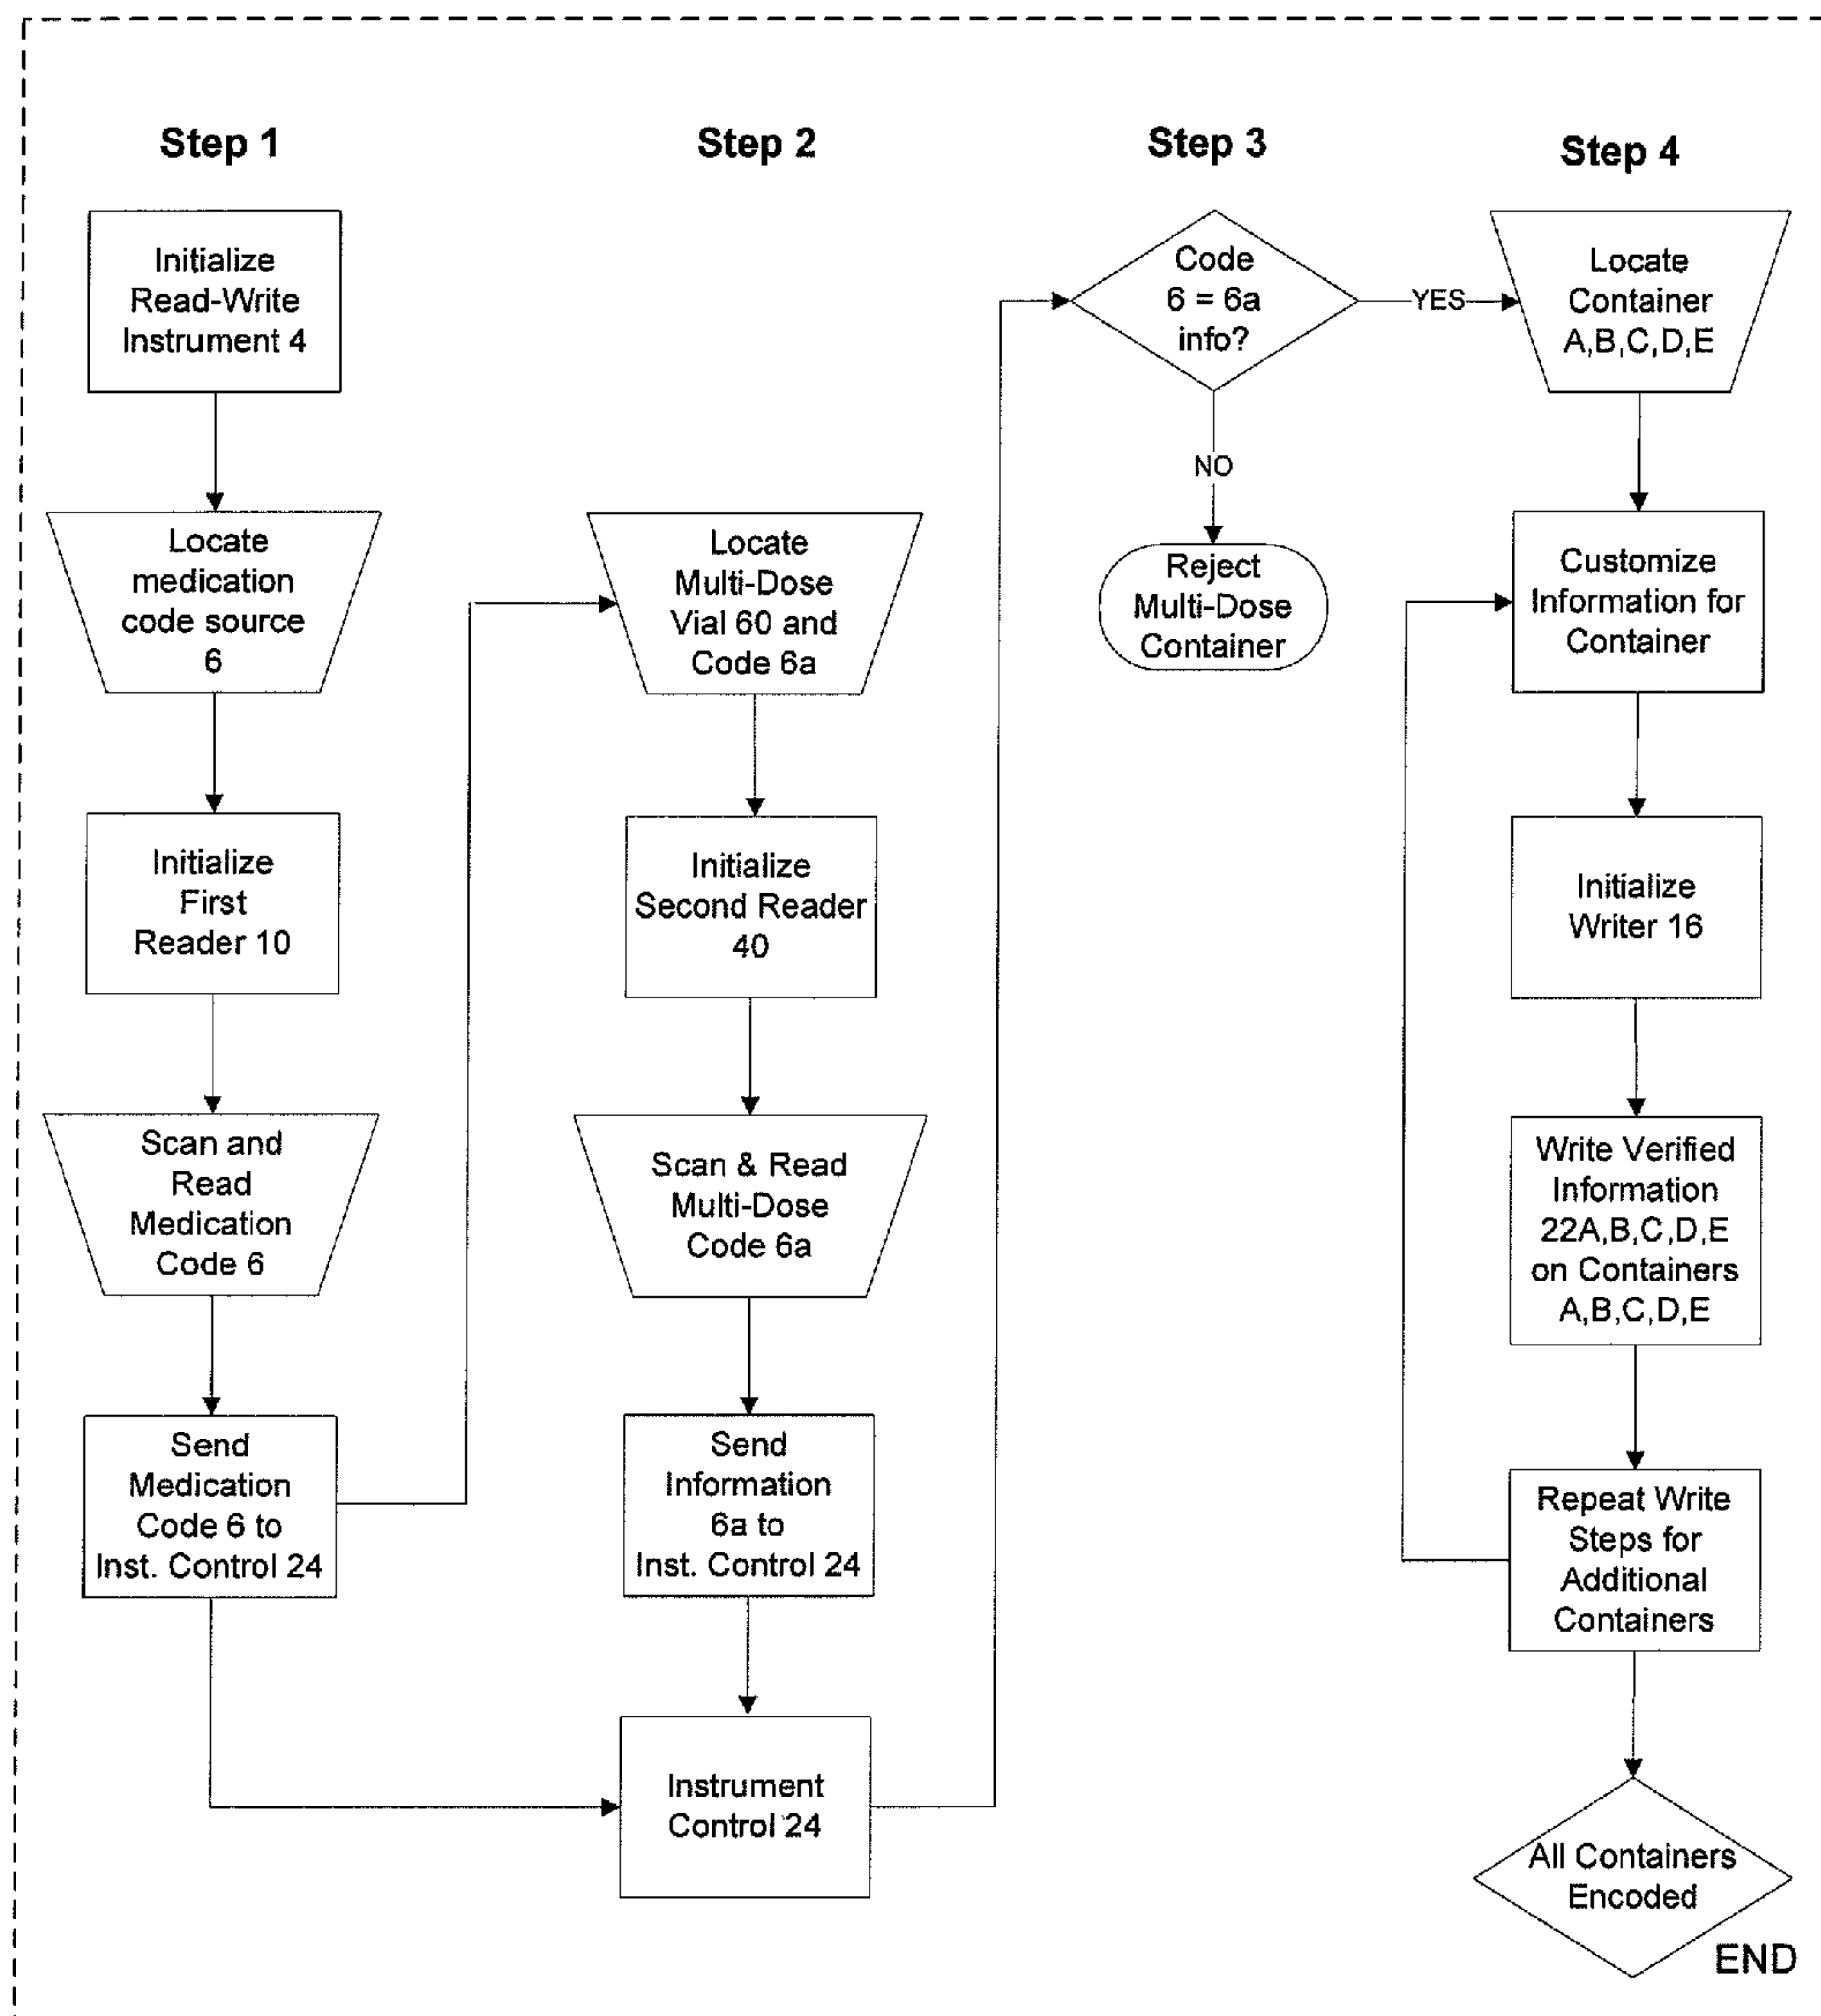 Step 1
Initialize
Read-Write
Instrument 4
Locate
medication
code source
6
Initialize
First
Reader 10
Scan and
Read
Medication
Code 6
Send
Medication
Code 6 to
Inst. Control 24
Step 2
Locate
Multi-Dose
Vial 60 and
Code 6a
Initialize
Second Reader
40
Scan & Read
Multi-Dose
Code 6a
Send
Information
6a to
Inst. Control 24
Instrument
Control 24
Step 3
Code
6 = 6a
info?
YES
NO
Reject
Multi-Dose
Container
Step 4
Locate
Container
A,B,C,D,E
Customize
Information for
Container
Initialize
Writer 16
Write Verified
Information
22A,B,C,D,E
on Containers
A,B,C,D,E
Repeat Write
Steps for
Additional
Containers
All Containers
Encoded
END